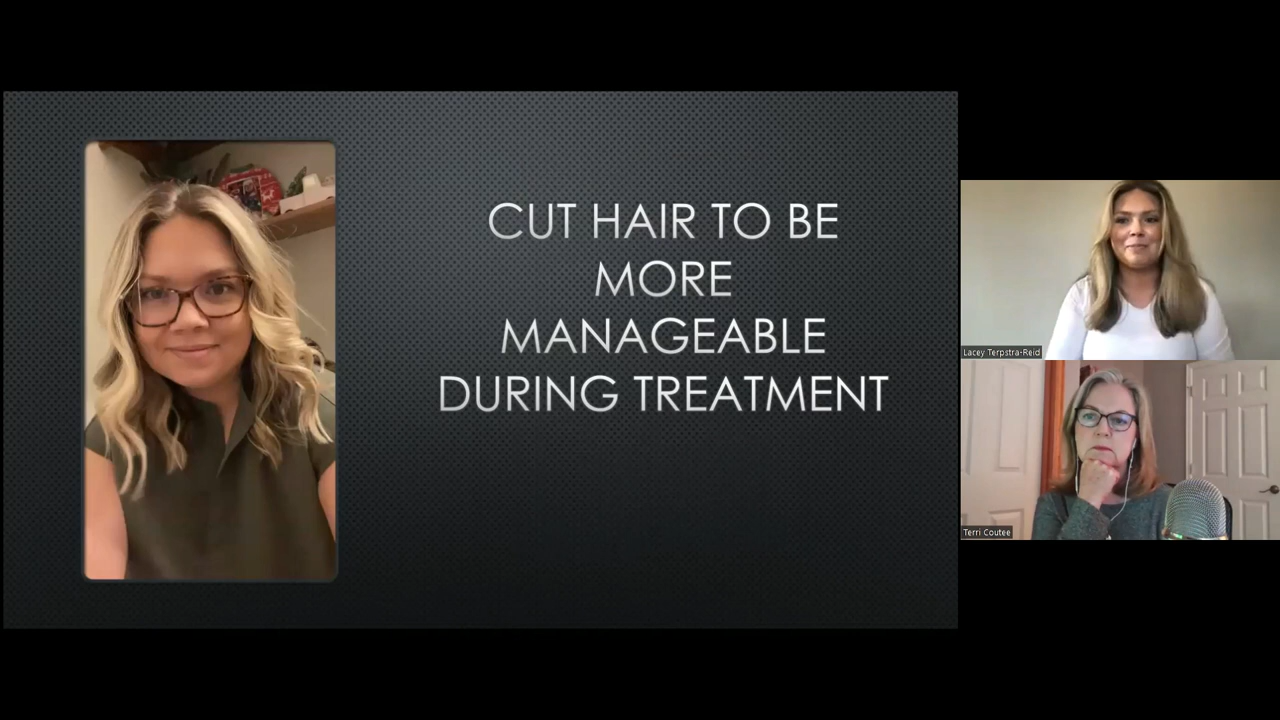 CUT HAIR TO BE
MORE
MANAGEABLE
DURING TREATMENT
Lacey Terpstra-Reid
Terri Coutee